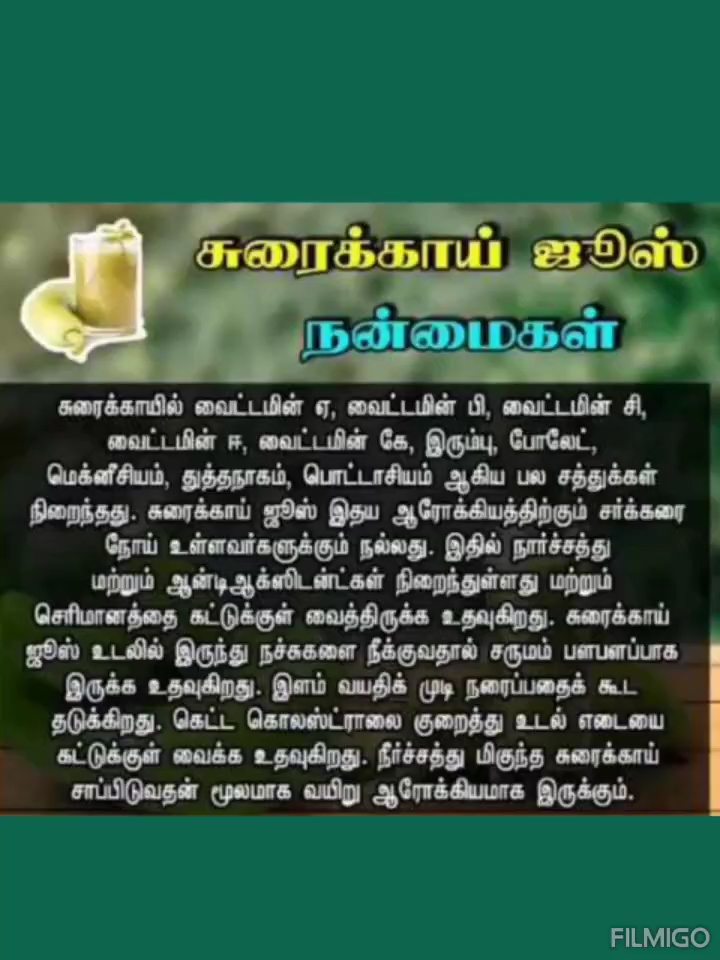 சுரைக்காய் ஜூஸ்
நன்மைகள்
சுரைக்காயில் வைட்டமின் ஏ, வைட்டமின் பி, வைட்டமின் சி,
வைட்டமின் ஈ, வைட்டமின் கே, இரும்பு, போலேட்,
மெக்னீசியம், துத்தநாகம், பொட்டாசியம் ஆகிய பல சத்துக்கள்
நிறைந்தது. சுரைக்காய் ஜூஸ் இதய ஆரோக்கியத்திற்கும் சர்க்கரை
நோய் உள்ளவர்களுக்கும் நல்லது. இதில் நார்ச்சத்து
மற்றும் ஆன்டிஆக்ஸிடன்ட்கள் நிறைந்துள்ளது மற்றும்
செரிமானத்தை கட்டுக்குள் வைத்திருக்க உதவுகிறது. சுரைக்காய்
ஜூஸ் உடலில் இருந்து நச்சுகளை நீக்குவதால் சருமம் பளபளப்பாக
இருக்க உதவுகிறது. இளம் வயதிக் முடி நரைப்பதைக் கூட
தடுக்கிறது. கெட்ட கொலஸ்ட்ராலை குறைத்து உடல் எடையை
கட்டுக்குள் வைக்க உதவுகிறது. நீர்ச்சத்து மிகுந்த சுரைக்காய்
சாப்பிடுவதன் மூலமாக வயிறு ஆரோக்கியமாக இருக்கும்.
FILMIGO